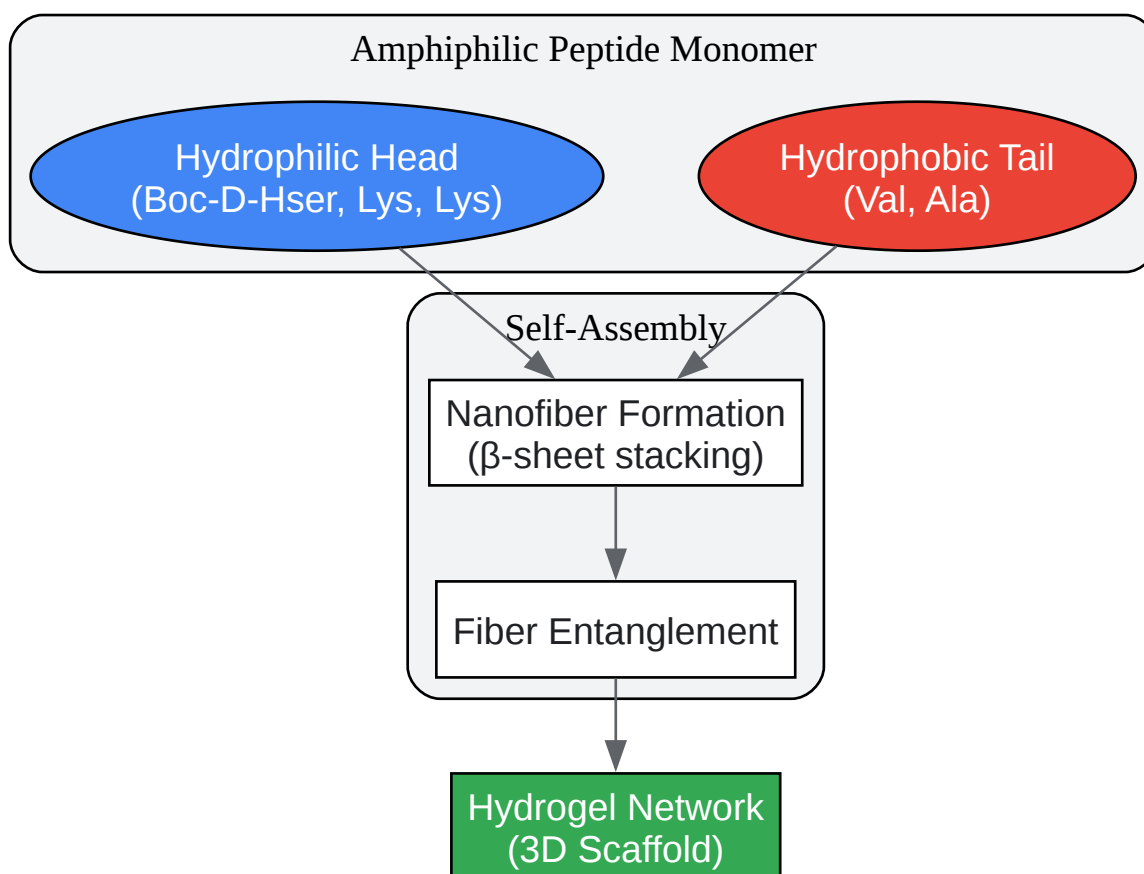 Amphiphilic Peptide Monomer
Hydrophilic Head
(Boc-D-Hser, Lys, Lys)
Hydrophobic Tail
(Val, Ala)
Self-Assembly
Nanofiber Formation
(β-sheet stacking)
Fiber Entanglement
Hydrogel Network
(3D Scaffold)